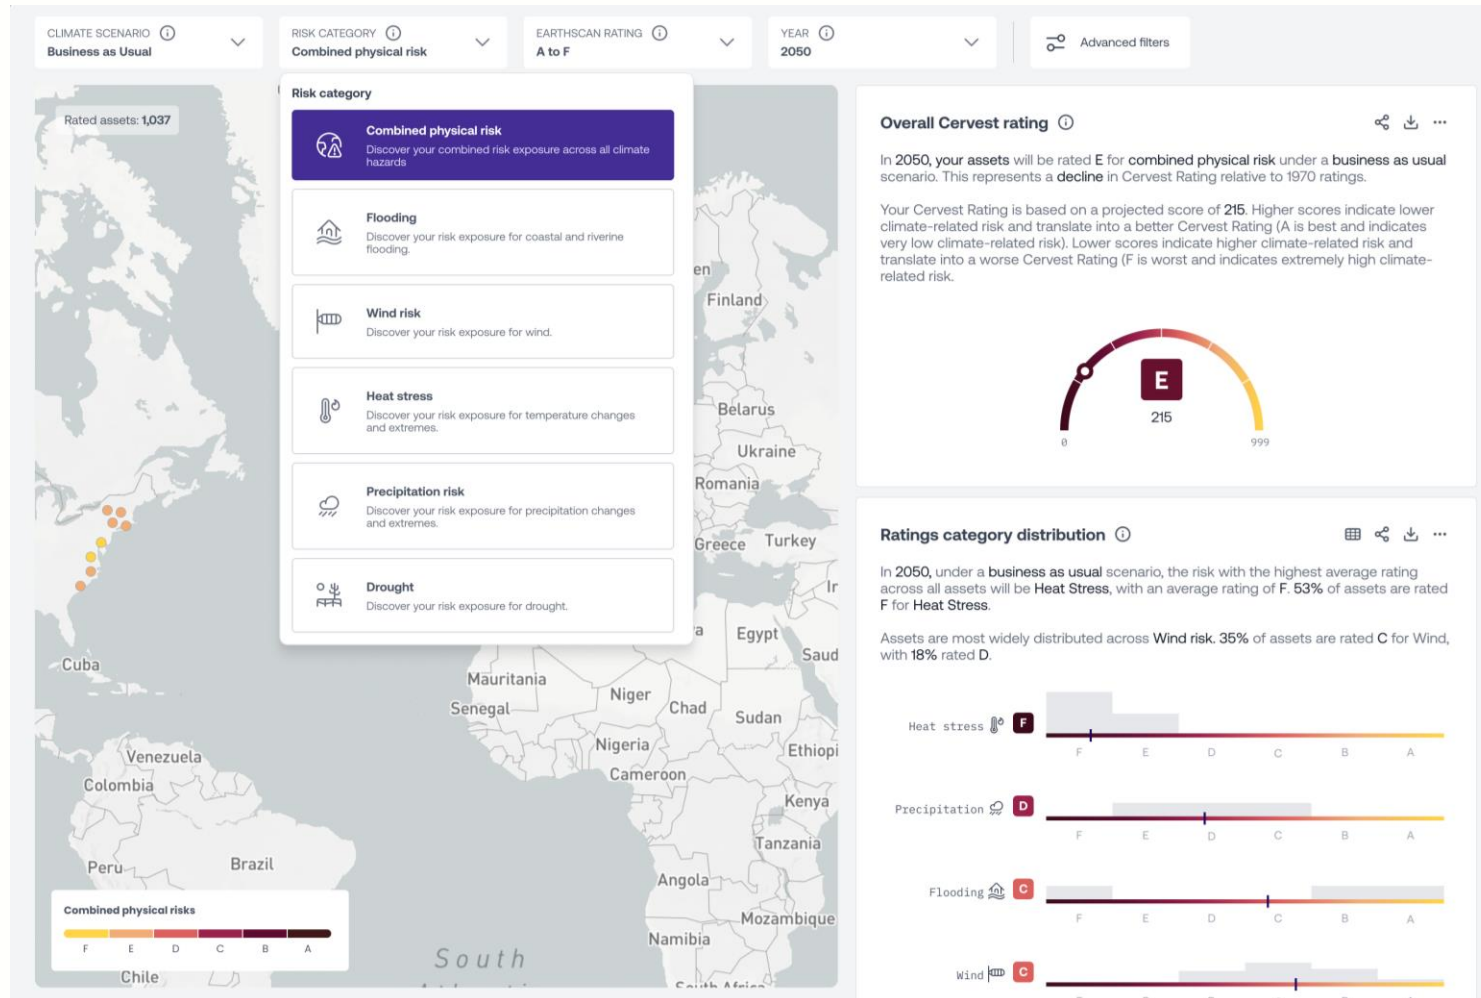 CLIMATE SCENARIO
Business as Usual
RISK CATEGORY
Combined physical risk
EARTHSCAN RATING
A to F
YEAR
2050
Advanced filters
Rated assets: 1,037
Risk category
Combined physical risk
Discover your combined risk exposure across all climate
hazards
Flooding
Discover your risk exposure for coastal and riverine
flooding.
Wind risk
Discover your risk exposure for wind.
Heat stress
Discover your risk exposure for temperature changes
and extremes.
Precipitation risk
Discover your risk exposure for precipitation changes
and extremes.
Drought
Discover your risk exposure for drought.
en
Finland
Belarus
Ukraine
Romania
Greece
Turkey
Ir
a
Egypt
Saud
Cuba
Mauritania
Niger
Senegal
Chad
Sudan
Nigeria
Ethiopi
Venezuela
Cameroon
Colombia
Kenya
Tanzania
Peru
Brazil
Angola
Mozambique
Namibia
South
Chile
South Africa
Combined physical risks
F E D C B A
Overall Cervest rating
In 2050, your assets will be rated E for combined physical risk under a business as usual
scenario. This represents a decline in Cervest Rating relative to 1970 ratings.
Your Cervest Rating is based on a projected score of 215. Higher scores indicate lower
climate-related risk and translate into a better Cervest Rating (A is best and indicates
very low climate-related risk). Lower scores indicate higher climate-related risk and
translate into a worse Cervest Rating (F is worst and indicates extremely high climate-
related risk.
E
215
0
999
Ratings category distribution
In 2050, under a business as usual scenario, the risk with the highest average rating
across all assets will be Heat Stress, with an average rating of F. 53% of assets are rated
F for Heat Stress.
Assets are most widely distributed across Wind risk. 35% of assets are rated C for Wind,
with 18% rated D.
Heat stress F
F E D C B A
Precipitation D
F E D C B A
Flooding C
F E D C B A
Wind C